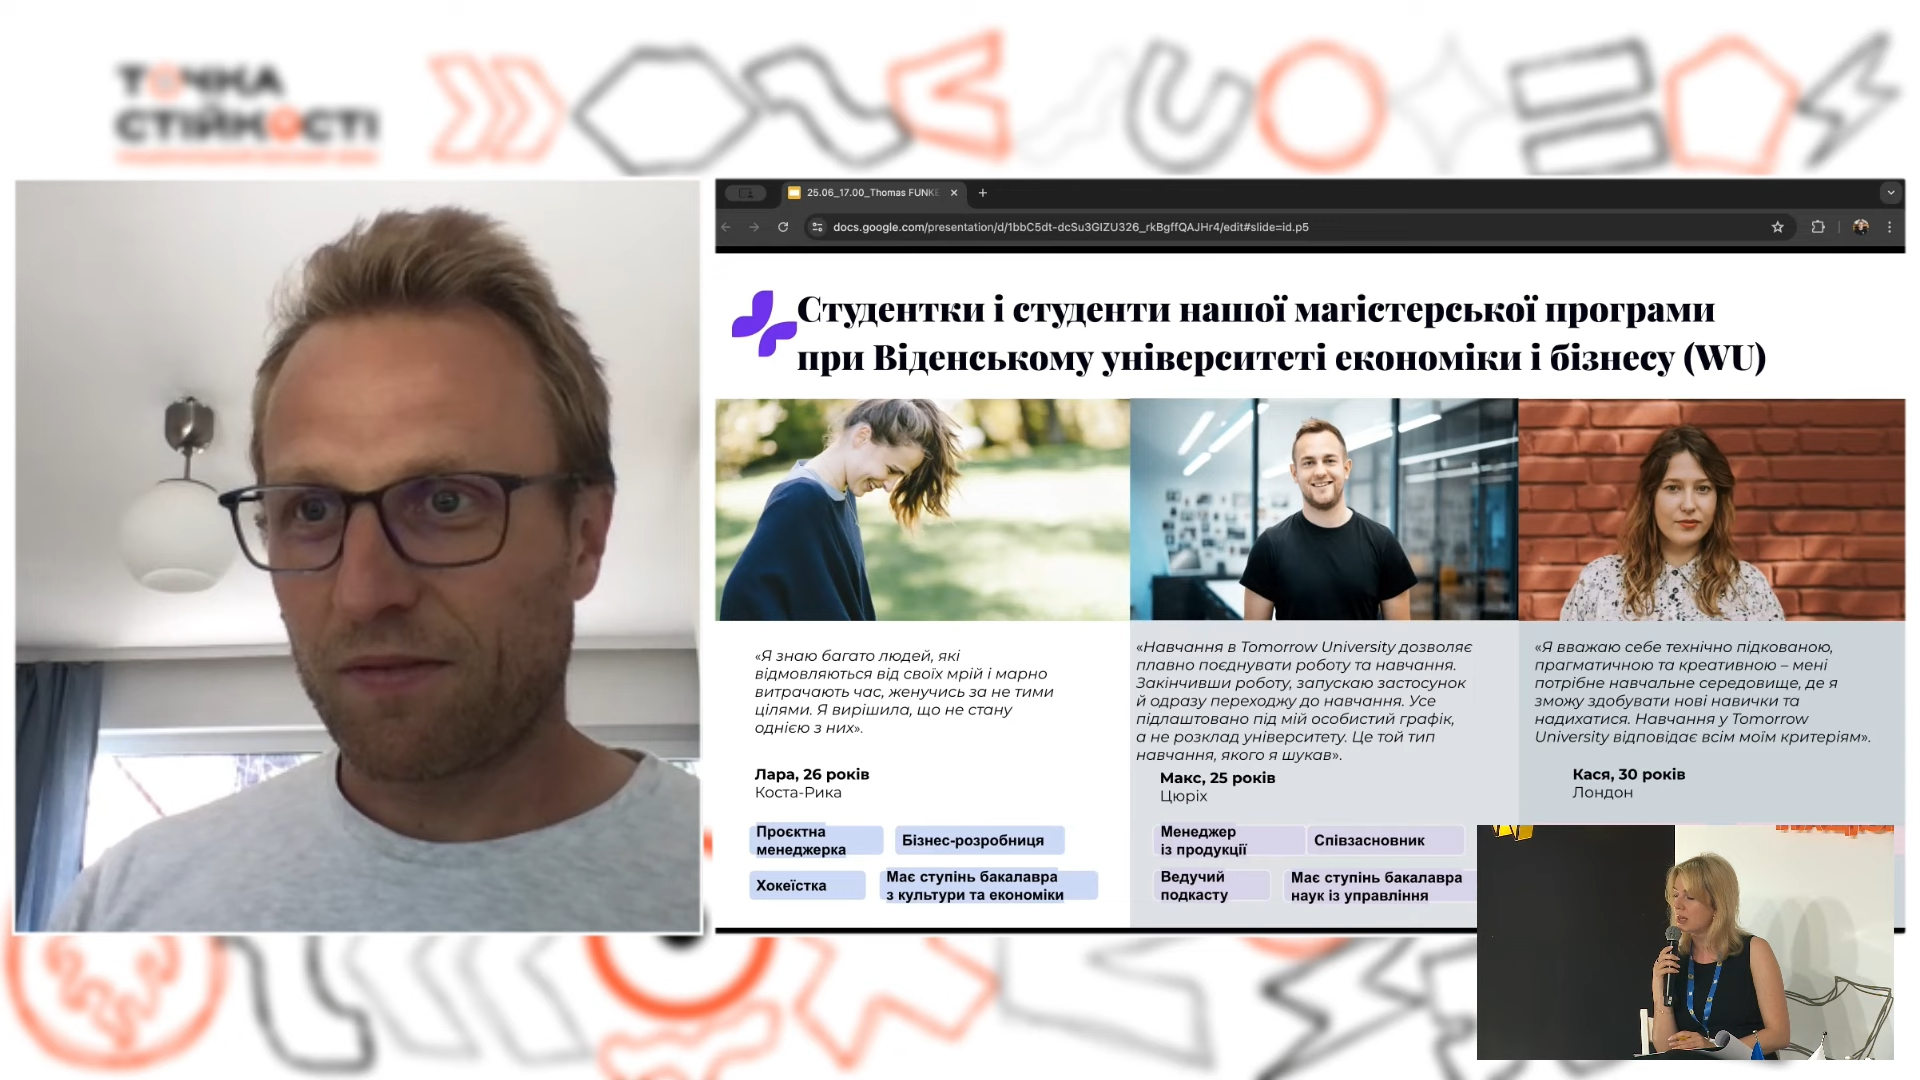 ТОЧКА
СТІЙКОСТІ
25.06_17.00_Thomas FUNKE
docs.google.com/presentation/d/1bbC5dt-dcSu3GIZU326_rkBgffQAJHr4/edit#slide=id.p5
Студентки і студенти нашої магістерської програми
при Віденському університеті економіки і бізнесу (WU)
«Я знаю багато людей, які
відмовляються від своїх мрій і марно
витрачають час, женучись за не тими
цілями. Я вирішила, що не стану
однією з них».
Лара, 26 років
Коста-Рика
Проєктна
менеджерка
Бізнес-розробниця
Хокеїстка
Має ступінь бакалавра
з культури та економіки
«Навчання в Tomorrow University дозволяє
плавно поєднувати роботу та навчання.
Закінчивши роботу, запускаю застосунок
й одразу переходжу до навчання. Усе
підлаштовано під мій особистий графік,
а не розклад університету. Це той тип
навчання, якого я шукав».
Макс, 25 років
Цюріх
Менеджер
із продукції
Співзасновник
Ведучий
подкасту
Має ступінь бакалавра
наук із управління
«Я вважаю себе технічно підкованою,
прагматичною та креативною – мені
потрібне навчальне середовище, де я
зможу здобувати нові навички та
надихатися. Навчання у Tomorrow
University відповідає всім моїм критеріям».
Кася, 30 років
Лондон